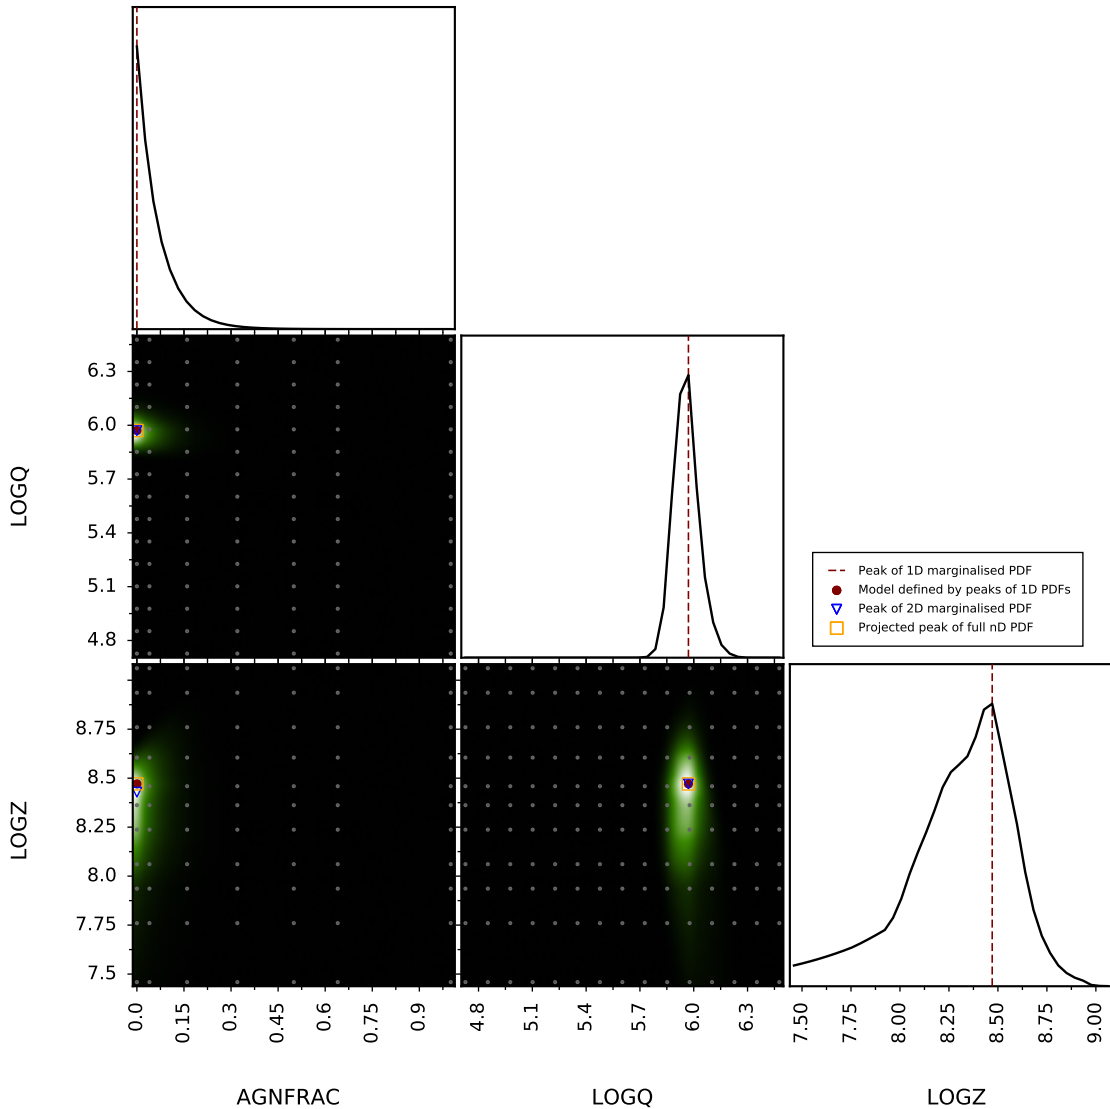 LOGQ
6.3
6.0
5.7
5.4
5.1
4.8
Peak of 1D marginalised PDF
Model defined by peaks of 1D PDFs
Peak of 2D marginalised PDF
Projected peak of full nD PDF
LOGZ
8.75
8.5
8.25
8.0
7.75
7.5
0.0 0.15 0.3 0.45 0.6 0.75 0.9
4.8 5.1 5.4 5.7 6.0 6.3
7.50 7.75 8.00 8.25 8.50 8.75 9.00
AGNFRAC LOGQ LOGZ